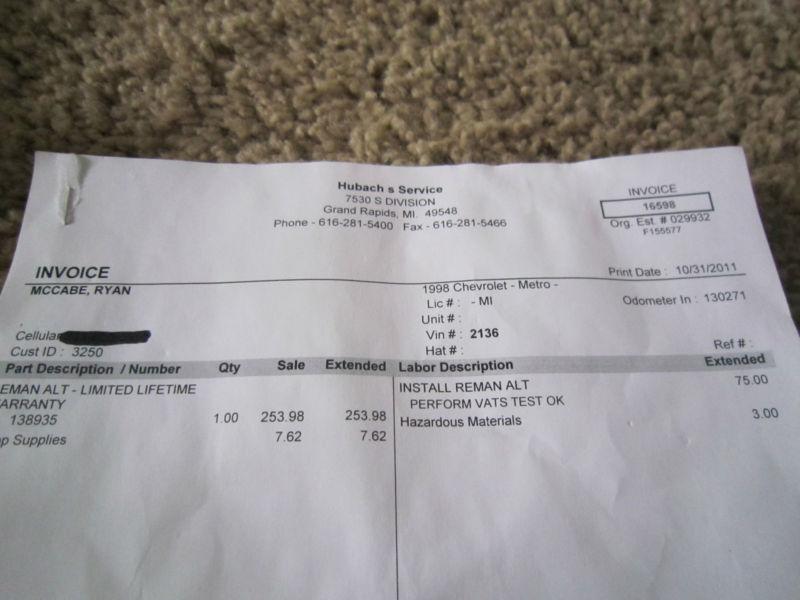 Hubach s Service
7530 S DIVISION
Grand Rapids, MI. 49548
Phone - 616-281-5400 Fax - 616-281-5466
INVOICE
16598
Org. Est. # 029932
F155577
INVOICE
Print Date : 10/31/2011
MCCABE, RYAN
1998 Chevrolet - Metro -
Lic # : - MI
Odometer In : 130271
Unit # :
Cellular
Vin # : 2136
Cust ID : 3250
Hat # :
Ref # :
Part Description / Number Qty Sale Extended Labor Description Extended
EMAN ALT - LIMITED LIFETIME
ARRANTY
138935 1.00 253.98 253.98
p Supplies 7.62 7.62
INSTALL REMAN ALT 75.00
PERFORM VATS TEST OK
Hazardous Materials 3.00